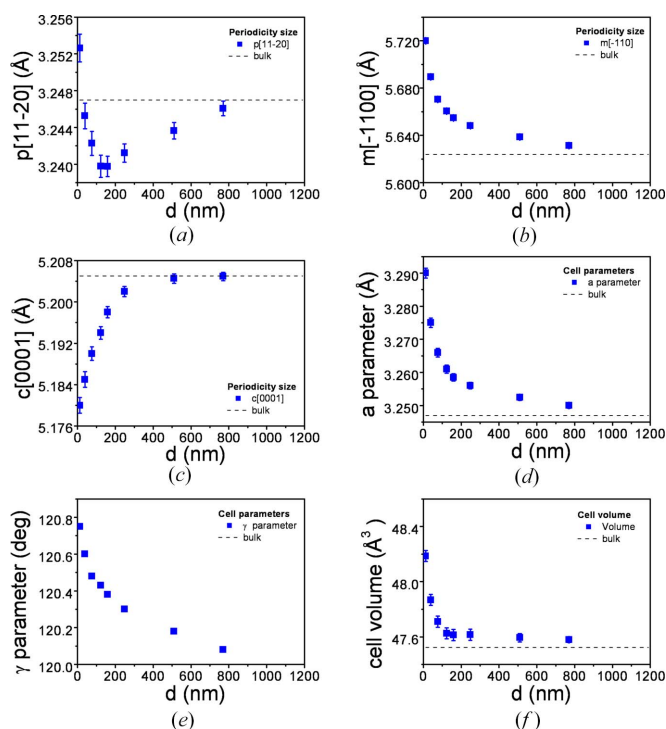 3.256
3.252
3.248
3.244
3.240
p[11-20] (Å)
Periodicity size
p[11-20]
bulk
0 200 400 600 800 1000 1200
d (nm)
(a)
5.720
5.680
5.640
5.600
m[-1100] (Å)
Periodicity size
m[-110]
bulk
0 200 400 600 800 1000 1200
d (nm)
(b)
5.208
5.200
5.192
5.184
5.176
c[0001] (Å)
Periodicity size
c[0001]
bulk
0 200 400 600 800 1000 1200
d (nm)
(c)
3.290
3.280
3.270
3.260
3.250
a parameter (Å)
Cell parameters
a parameter
bulk
0 200 400 600 800 1000 1200
d (nm)
(d)
120.8
120.6
120.4
120.2
120.0
γ parameter (deg)
Cell parameters
γ parameter
bulk
0 200 400 600 800 1000 1200
d (nm)
(e)
48.4
48.0
47.6
cell volume (Å³)
Cell volume
Volume
bulk
0 200 400 600 800 1000 1200
d (nm)
(f)